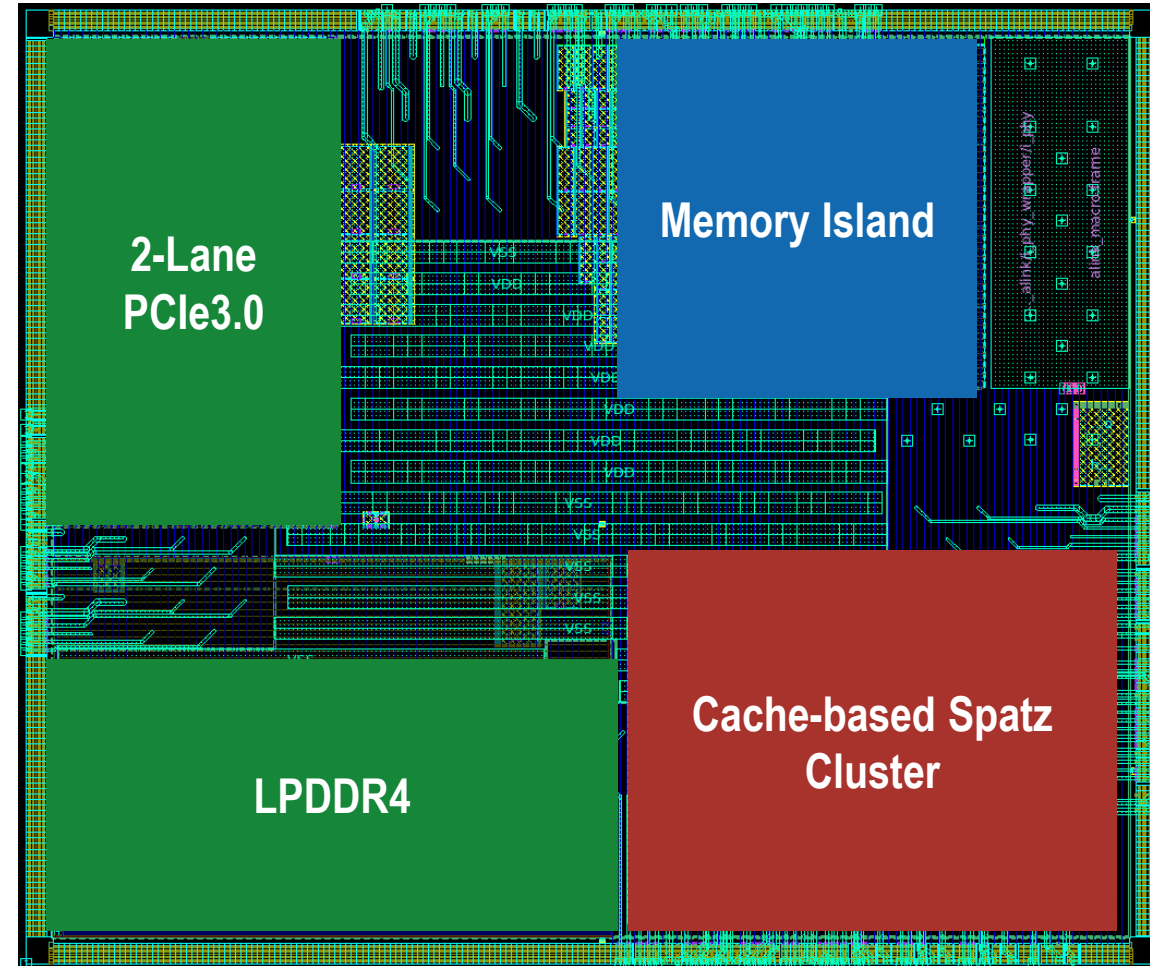 2-Lane
PCIe3.0
Memory Island
VSS
VDD
VDD
VDD
VDD
VDD
VDD
VDD
VSS
VSS
VSS
VSS
VSS
VSS
LPDDR4
Cache-based Spatz
Cluster